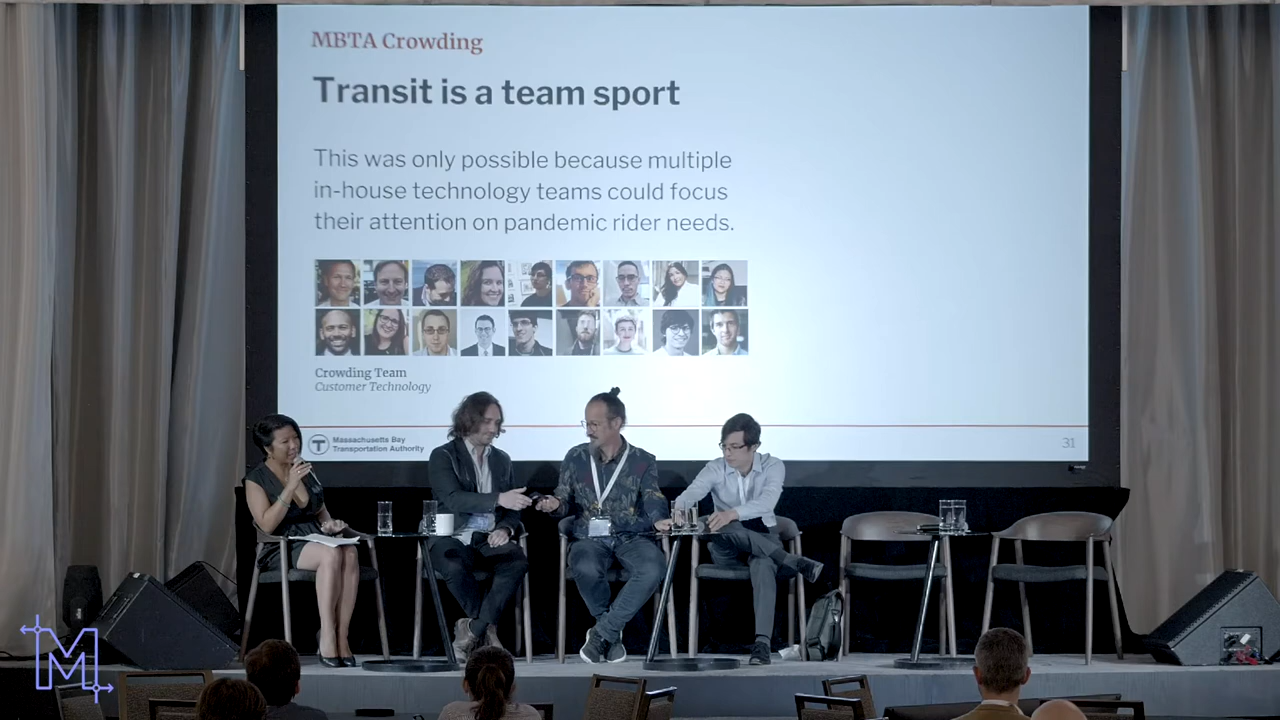 MBTA Crowding
Transit is a team sport
This was only possible because multiple
in-house technology teams could focus
their attention on pandemic rider needs.
Crowding Team
Customer Technology
T
Massachusetts Bay
Transportation Authority
31
M